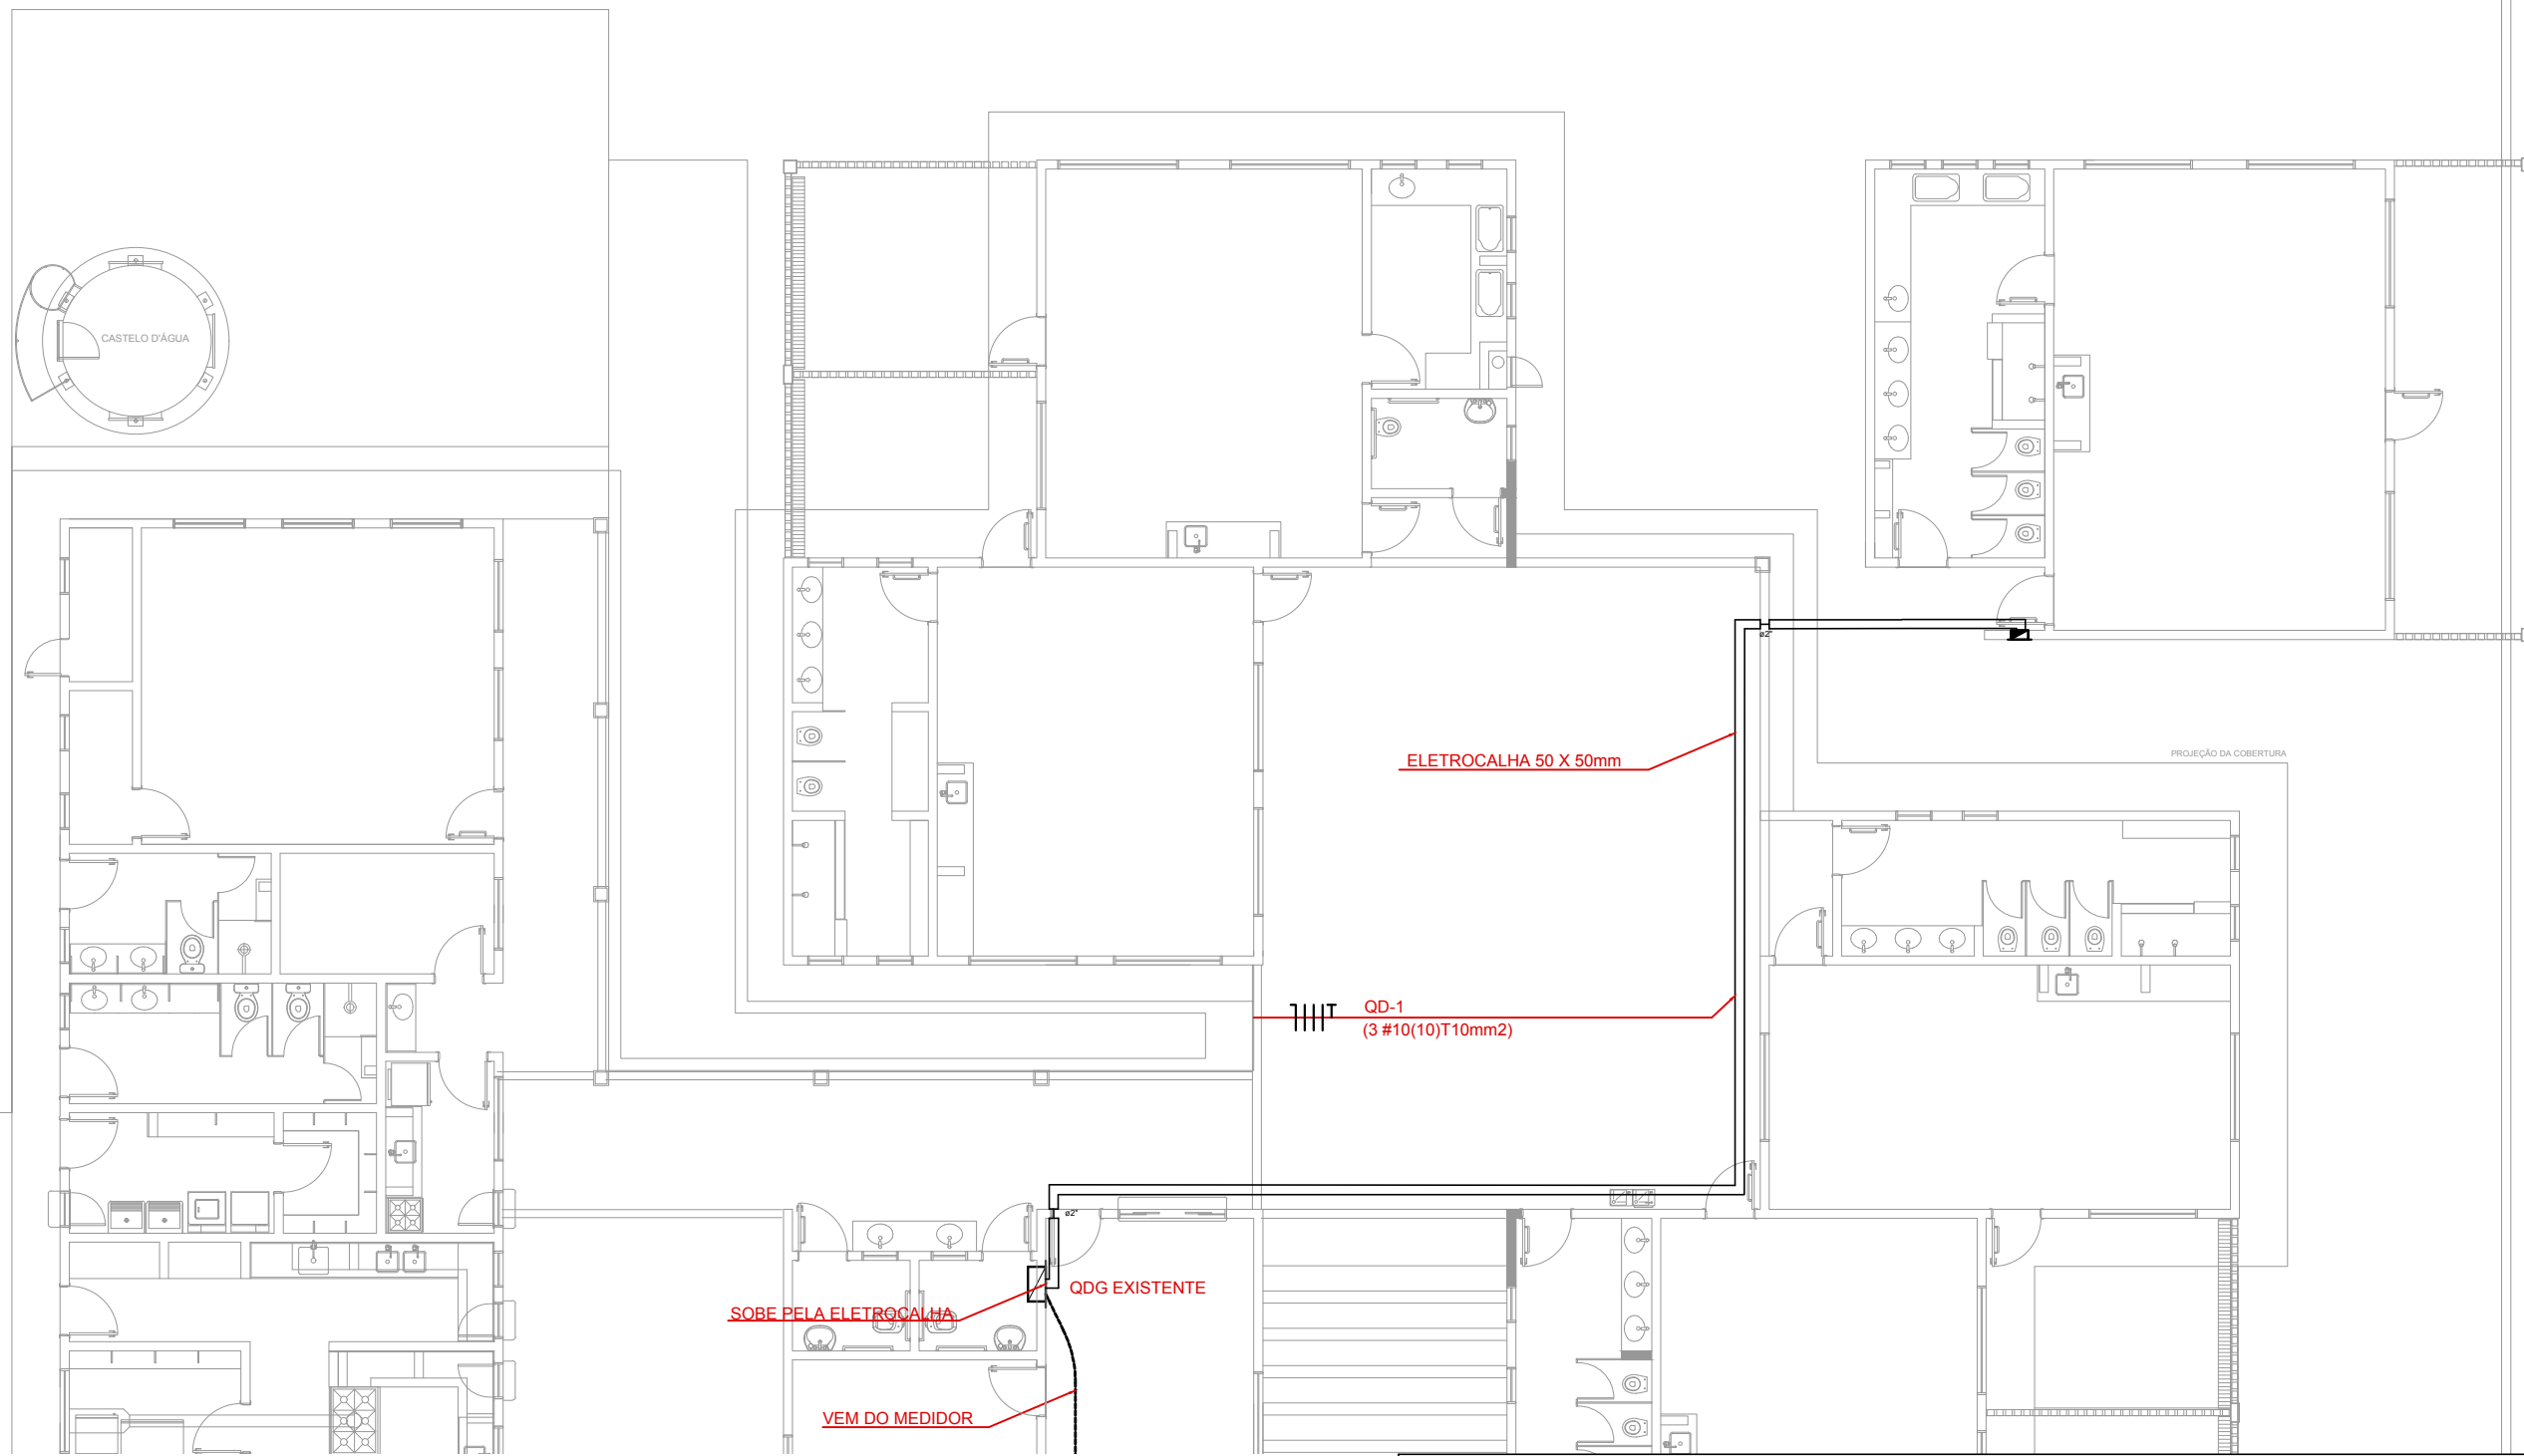 CASTELO D'ÁGUA
ø2"
ELETROCALHA 50 X 50mm
PROJEÇÃO DA COBERTURA
QD-1
(3 #10(10)T10mm2)
ø2"
QDG EXISTENTE
SOBE PELA ELETROCALHA
VEM DO MEDIDOR